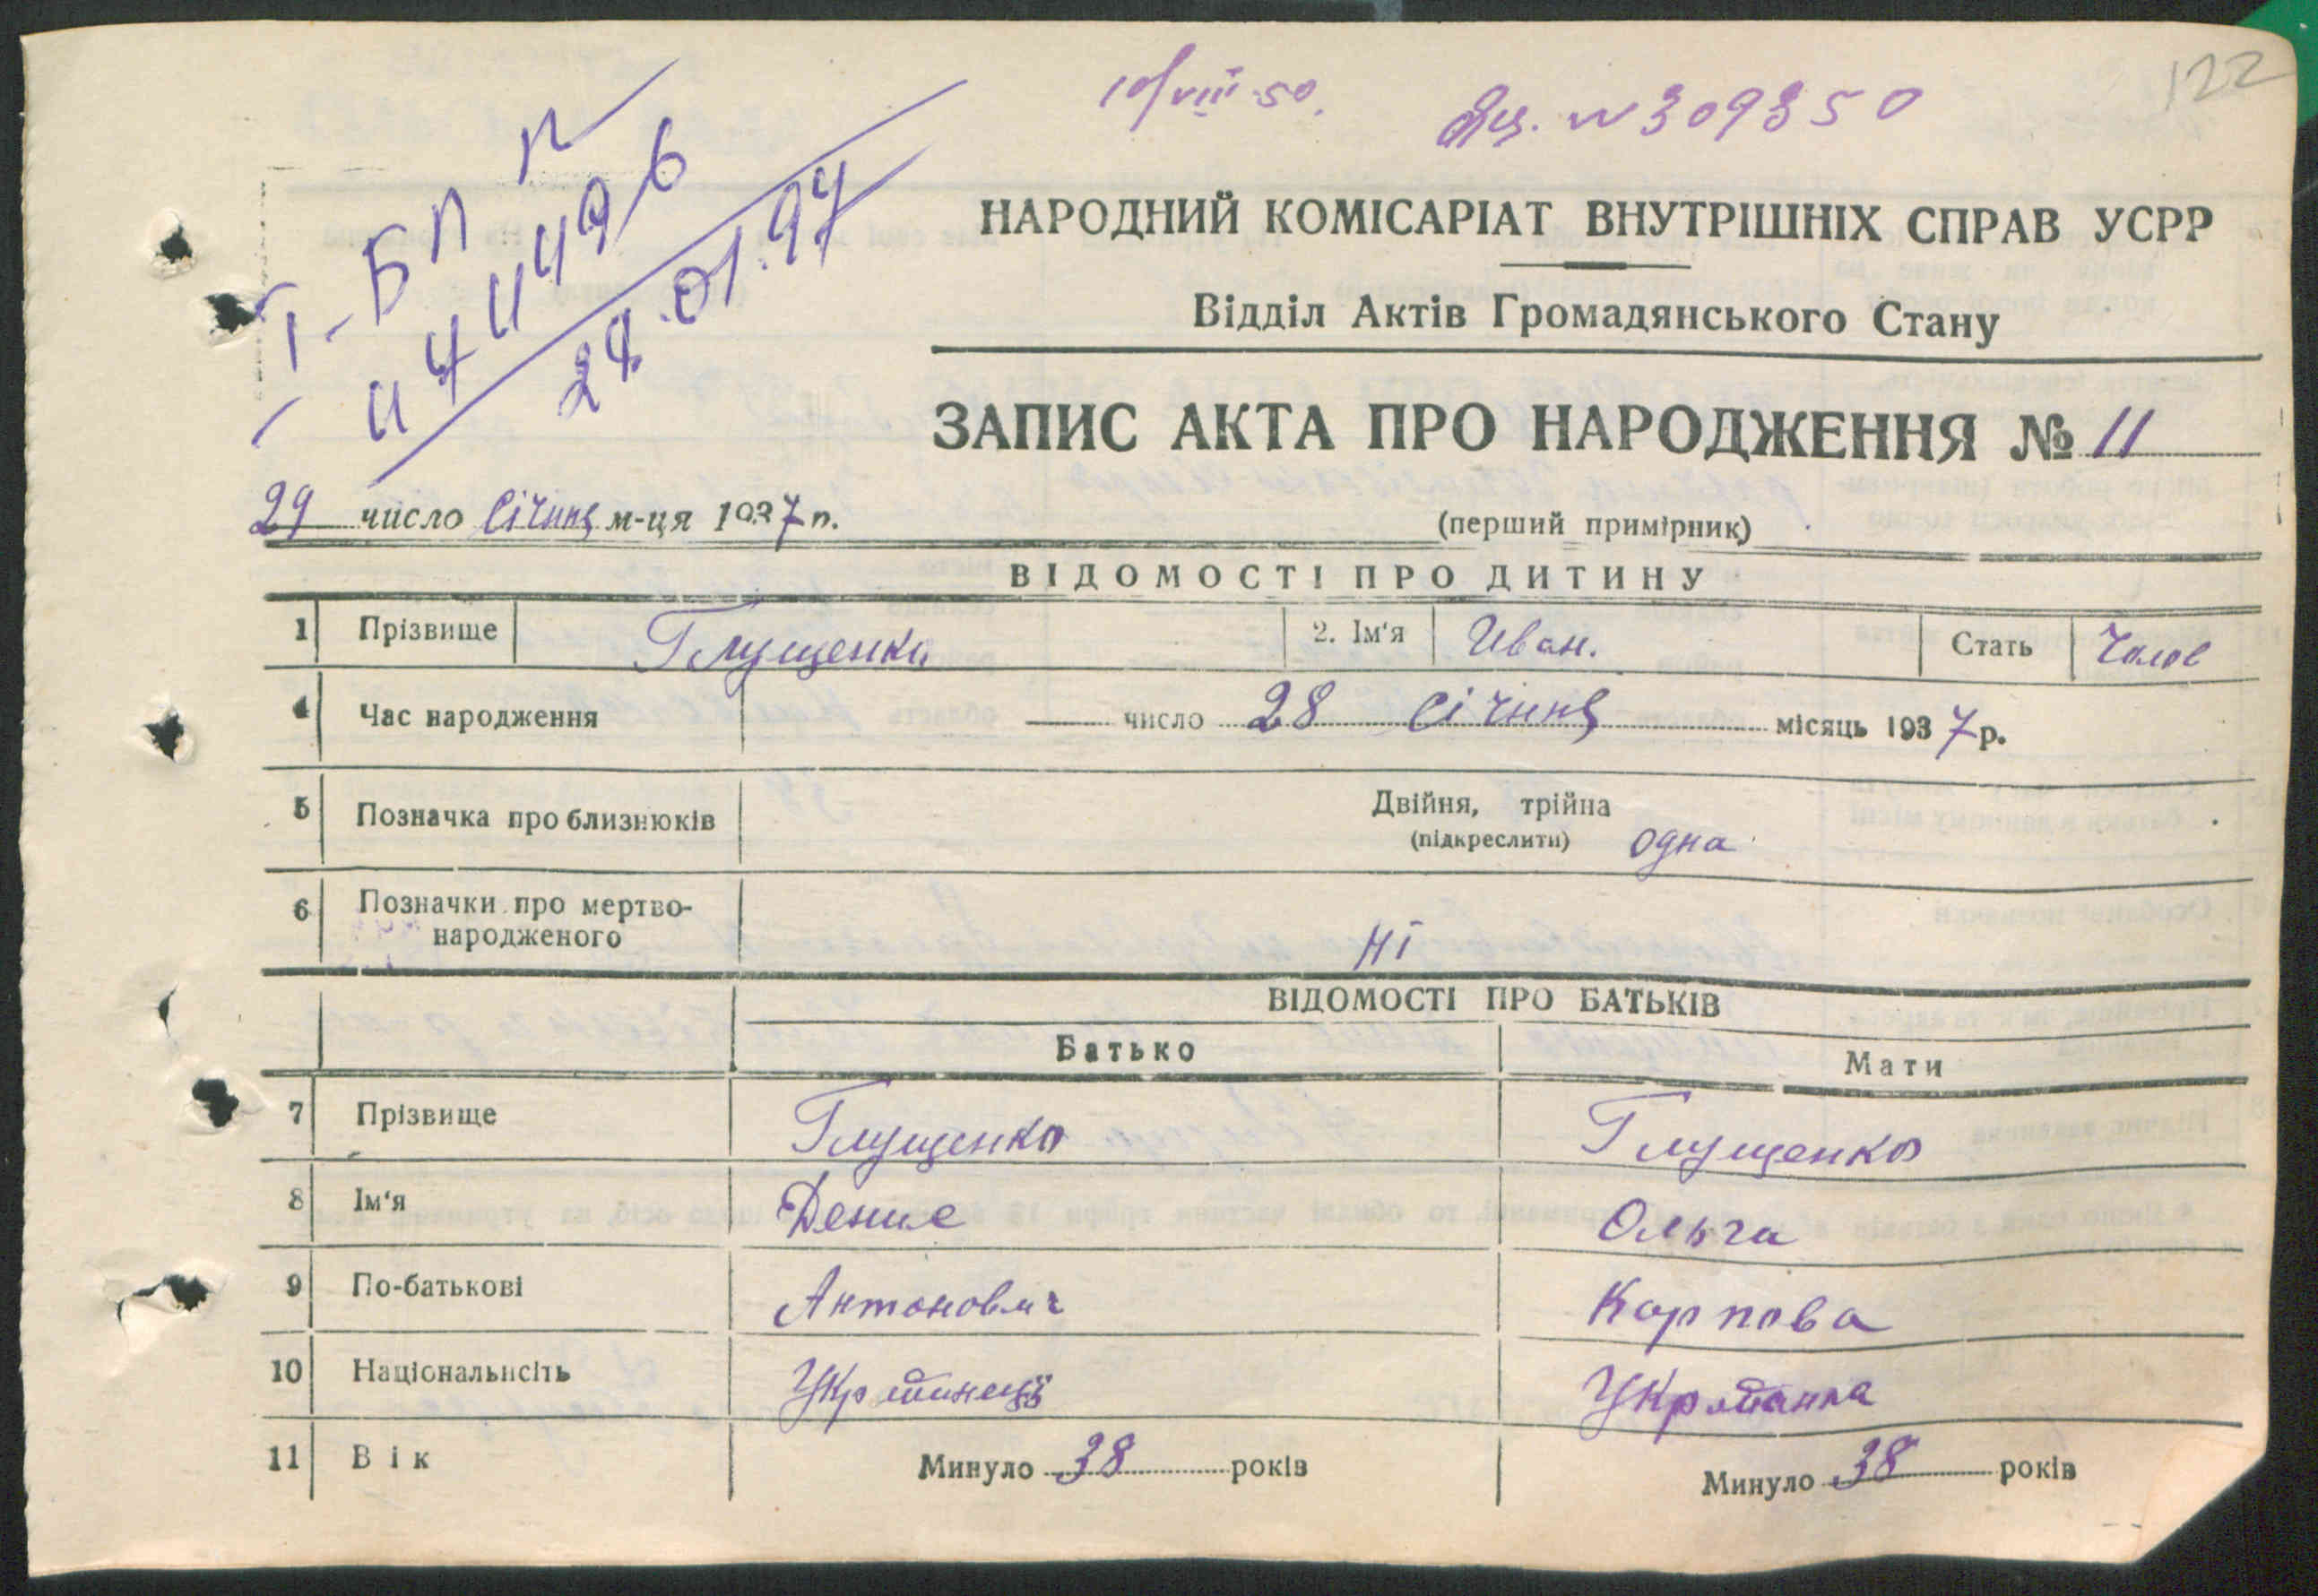 122
10/VIII-50.
N 309350
І-БП п
28.01.97
НАРОДНИЙ КОМІСАРІАТ ВНУТРІШНІХ СПРАВ УСРР
Відділ Актів Громадянського Стану
ЗАПИС АКТА ПРО НАРОДЖЕННЯ № 11
29 число Січня м-ця 1937 р.
(перший примірник)
ВІДОМОСТІ ПРО ДИТИНУ
1 Прізвище Глущенко 2. Ім'я Иван. Стать Чолов
4 Час народження число 28 січня місяць 1937 р.
5 Позначка про близнюків Двійня, трійна
(підкреслити) одна
6 Позначки про мертво-
народженого Ні
ВІДОМОСТІ ПРО БАТЬКІВ
Батько Мати
7 Прізвище Глущенко Глущенко
8 Ім'я Денис Ольга
9 По-батькові Антонович Карпова
10 Національність Українець Українка
11 Вік Минуло 38 років Минуло 38 років